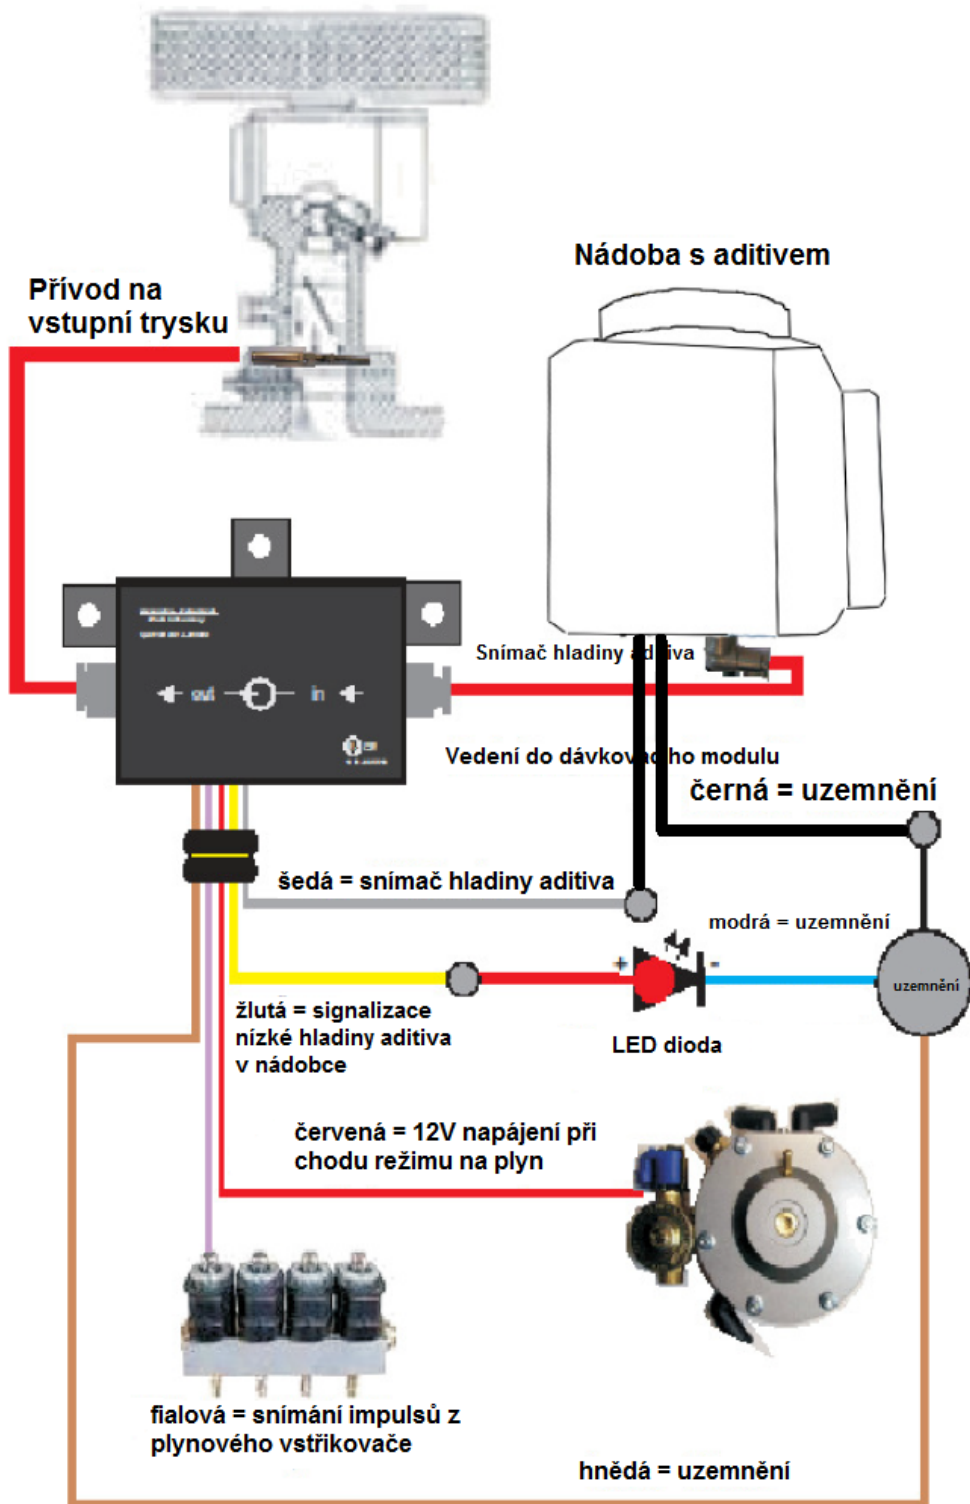 Nádoba s aditivem
Přívod na
vstupní trysku
Snímač hladiny aditiva
out
in
Vedení do dávkovacího modulu
černá = uzemnění
šedá = snímač hladiny aditiva
modrá = uzemnění
+
-
uzemnění
žlutá = signalizace
nízké hladiny aditiva
v nádobce
LED dioda
červená = 12V napájení při
chodu režimu na plyn
fialová = snímání impulsů z
plynového vstřikovače
hnědá = uzemnění